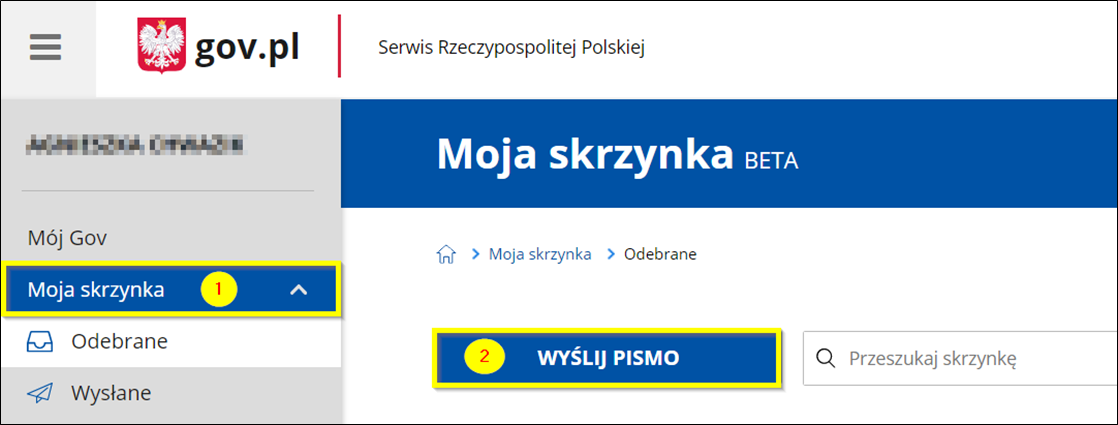 gov.pl
Serwis Rzeczypospolitej Polskiej
Moja skrzynka BETA
Mój Gov
Moja skrzynka 1
Odebrane
Wysłane
Moja skrzynka Odebrane
2 WYŚLIJ PISMO
Przeszukaj skrzynkę